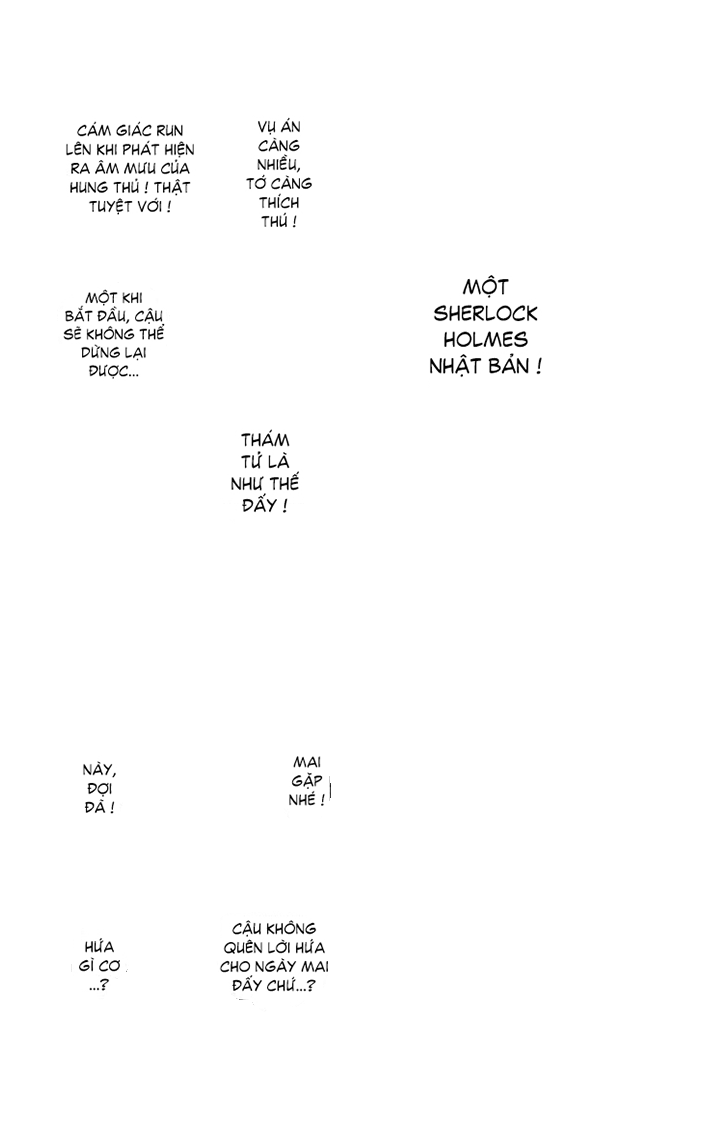 MỘT
SHERLOCK
HOLMES
NHẬT BẢN !
VỤ ÁN
CÀNG
NHIỀU,
TỚ CÀNG
THÍCH
THÚ !
CẢM GIÁC RUN
LÊN KHI PHÁT HIỆN
RA ÂM MƯU CỦA
HUNG THỦ ! THẬT
TUYỆT VỜI !
MỘT KHI
BẮT ĐẦU, CẬU
SẼ KHÔNG THỂ
DỪNG LẠI
ĐƯỢC...
THÁM
TỬ LÀ
NHƯ THẾ
ĐẤY !
MAI
GẶP
NHÉ !
NÀY,
ĐỢI
ĐÃ !
CẬU KHÔNG
QUÊN LỜI HỨA
CHO NGÀY MAI
ĐẤY CHỨ...?
HỨA
GÌ CƠ
...?